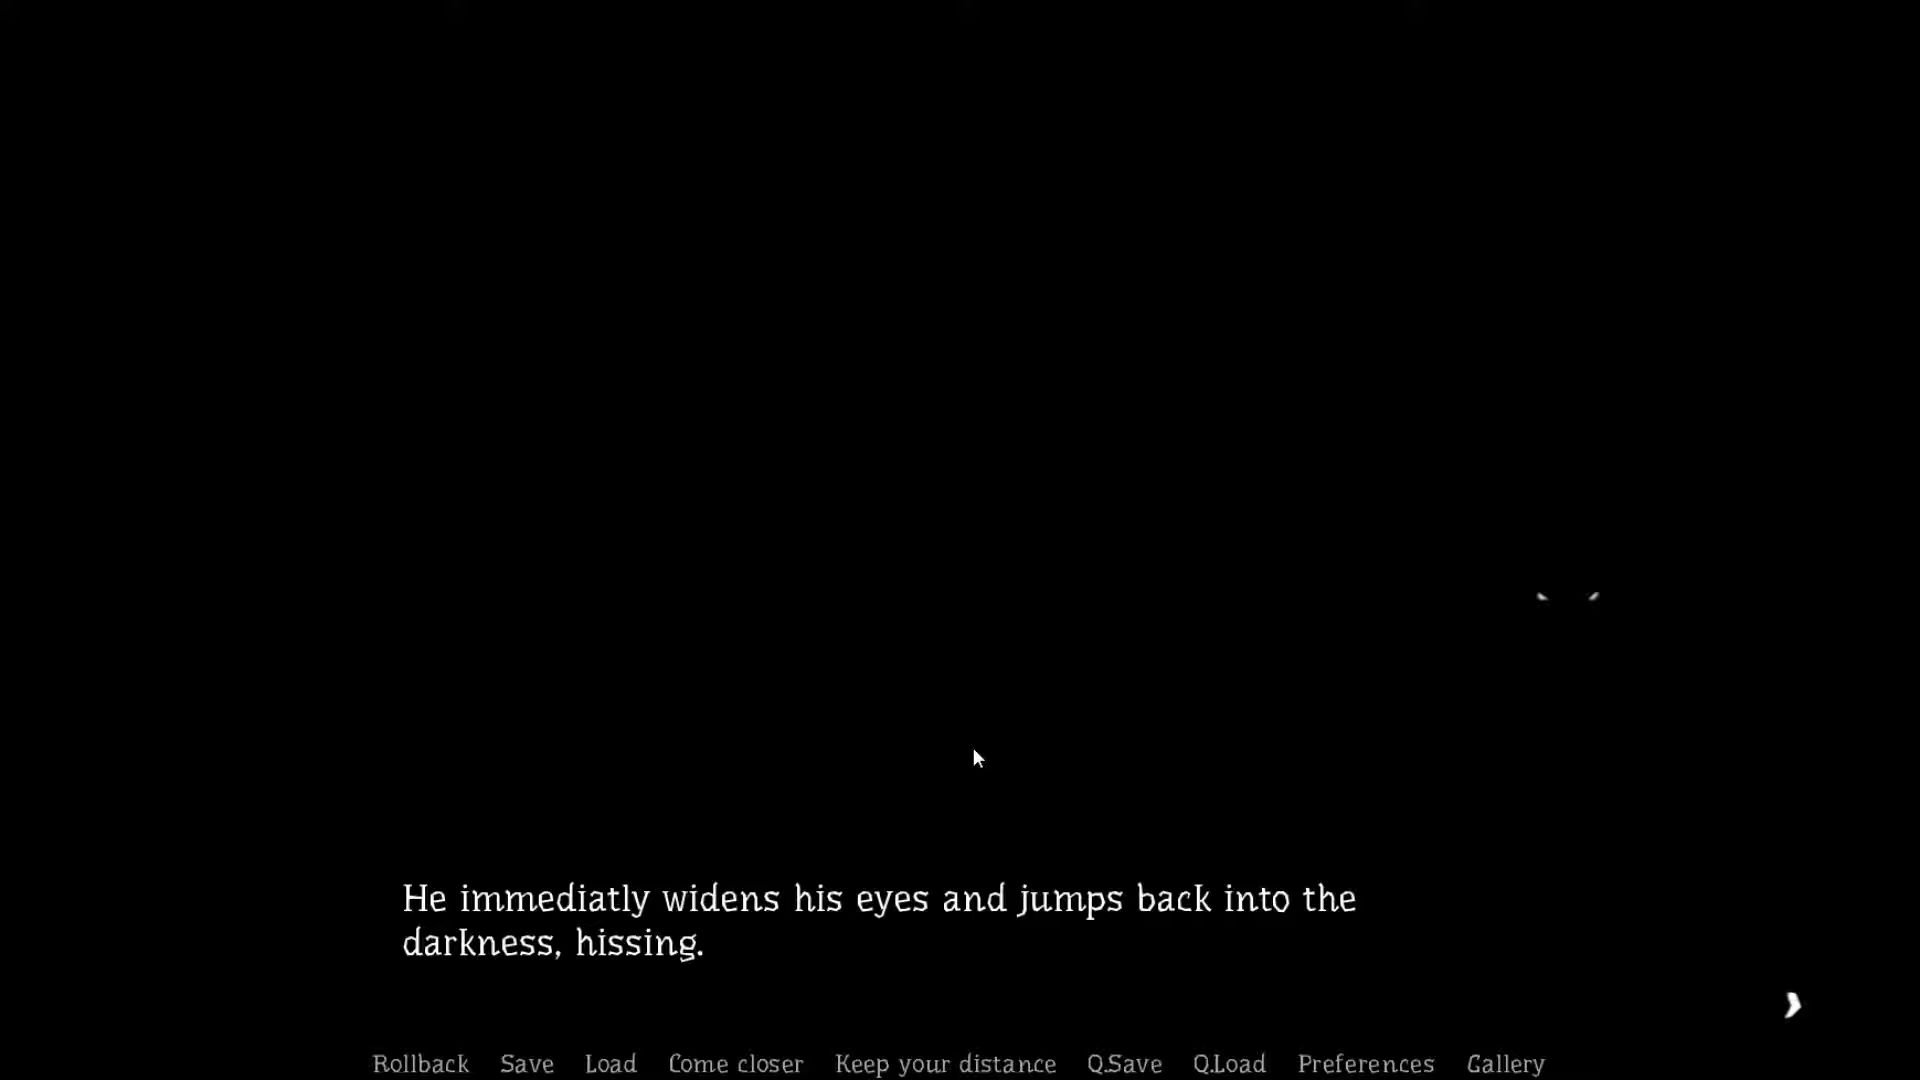 He immediatly widens his eyes and jumps back into the
darkness, hissing.
Rollback Save Load Come closer Keep your distance Q.Save Q.Load Preferences Gallery